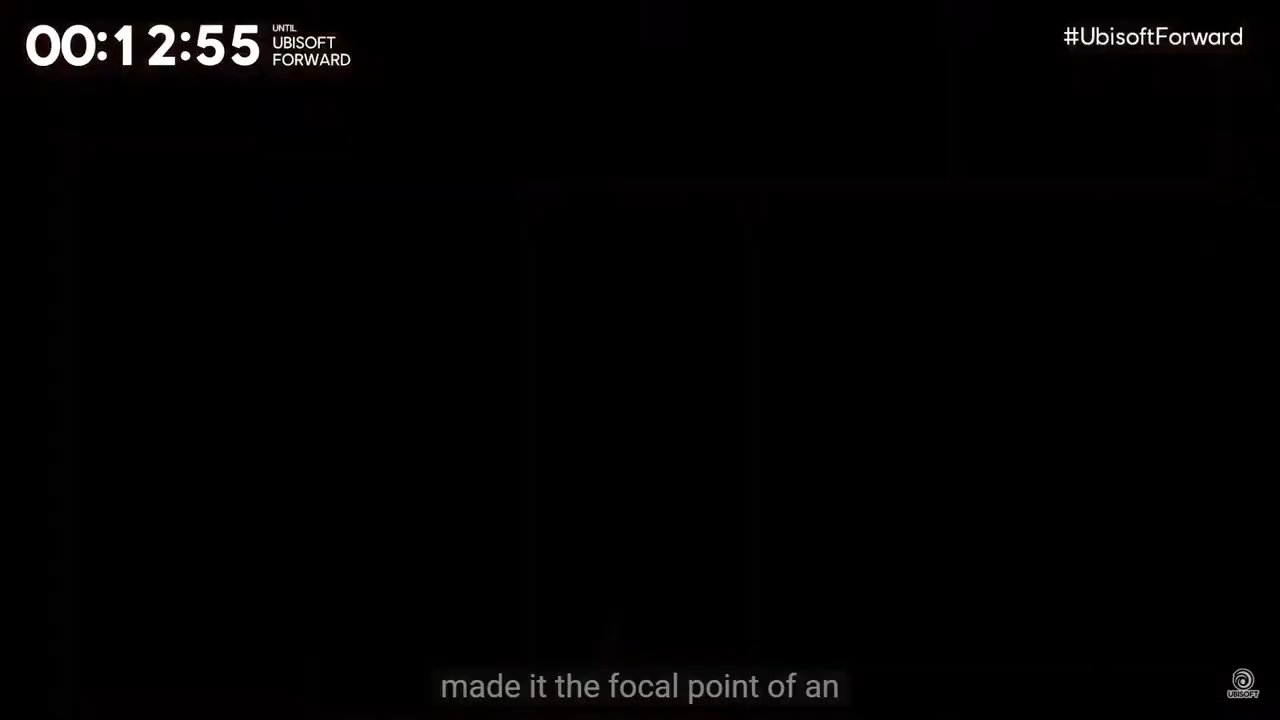 00:12:55
UNTIL
UBISOFT
FORWARD
#UbisoftForward
made it the focal point of an
UBISOFT